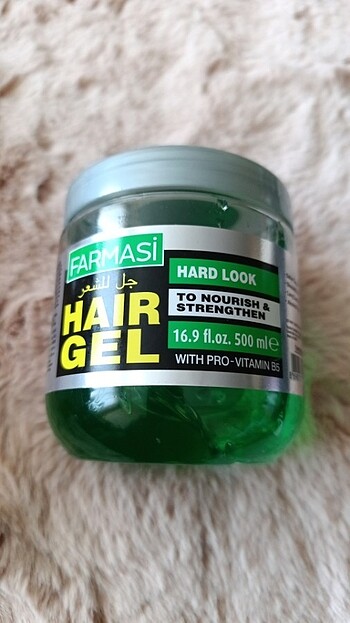 FARMASi
جل للشعر
HAIR
GEL
HARD LOOK
TO NOURISH &
STRENGTHEN
16.9 fl.oz. 500 ml ℮
WITH PRO-VITAMIN B5